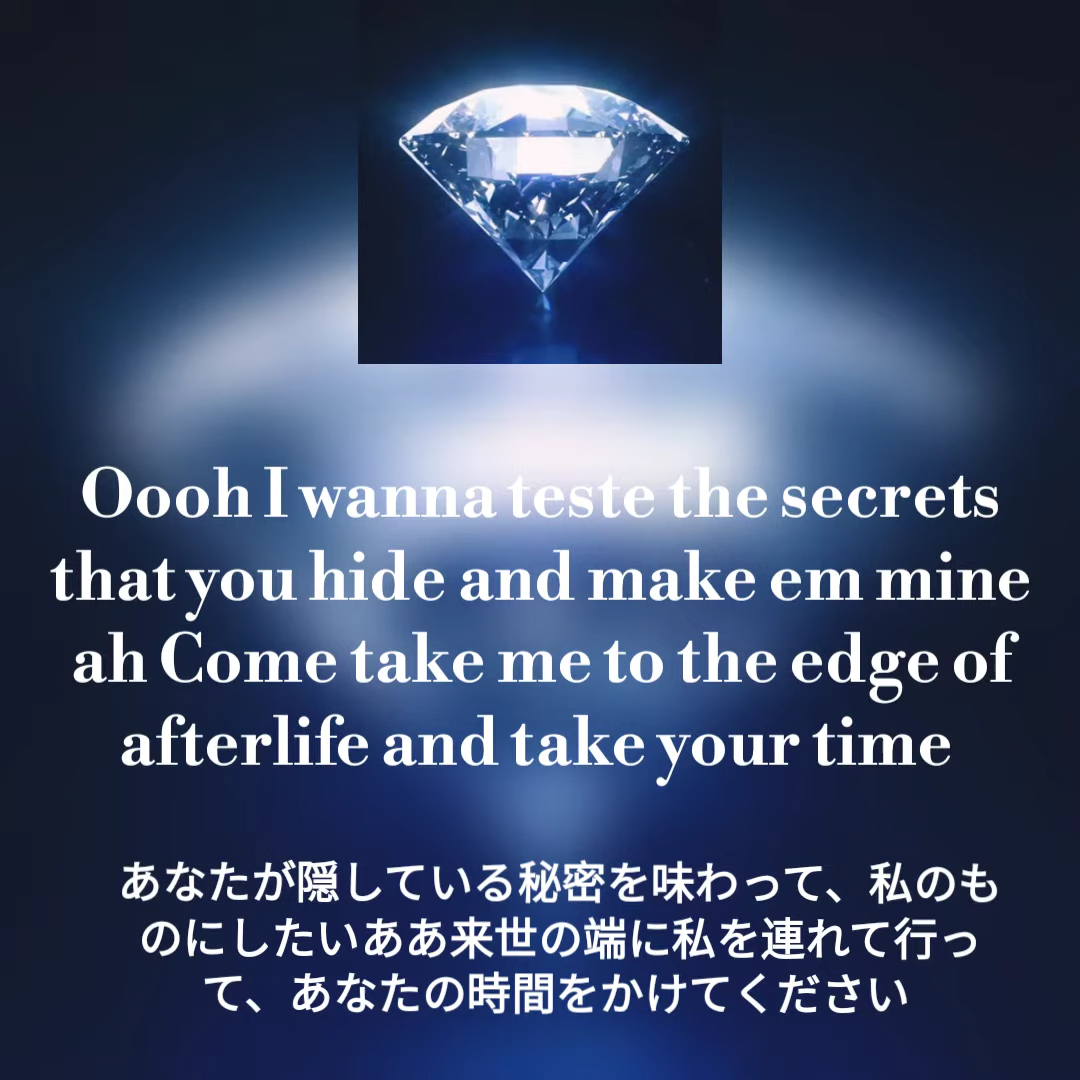 Oooh I wanna teste the secrets
that you hide and make em mine
ah Come take me to the edge of
afterlife and take your time
あなたが隠している秘密を味わって、私のも
のにしたいああ来世の端に私を連れて行っ
て、あなたの時間をかけてください